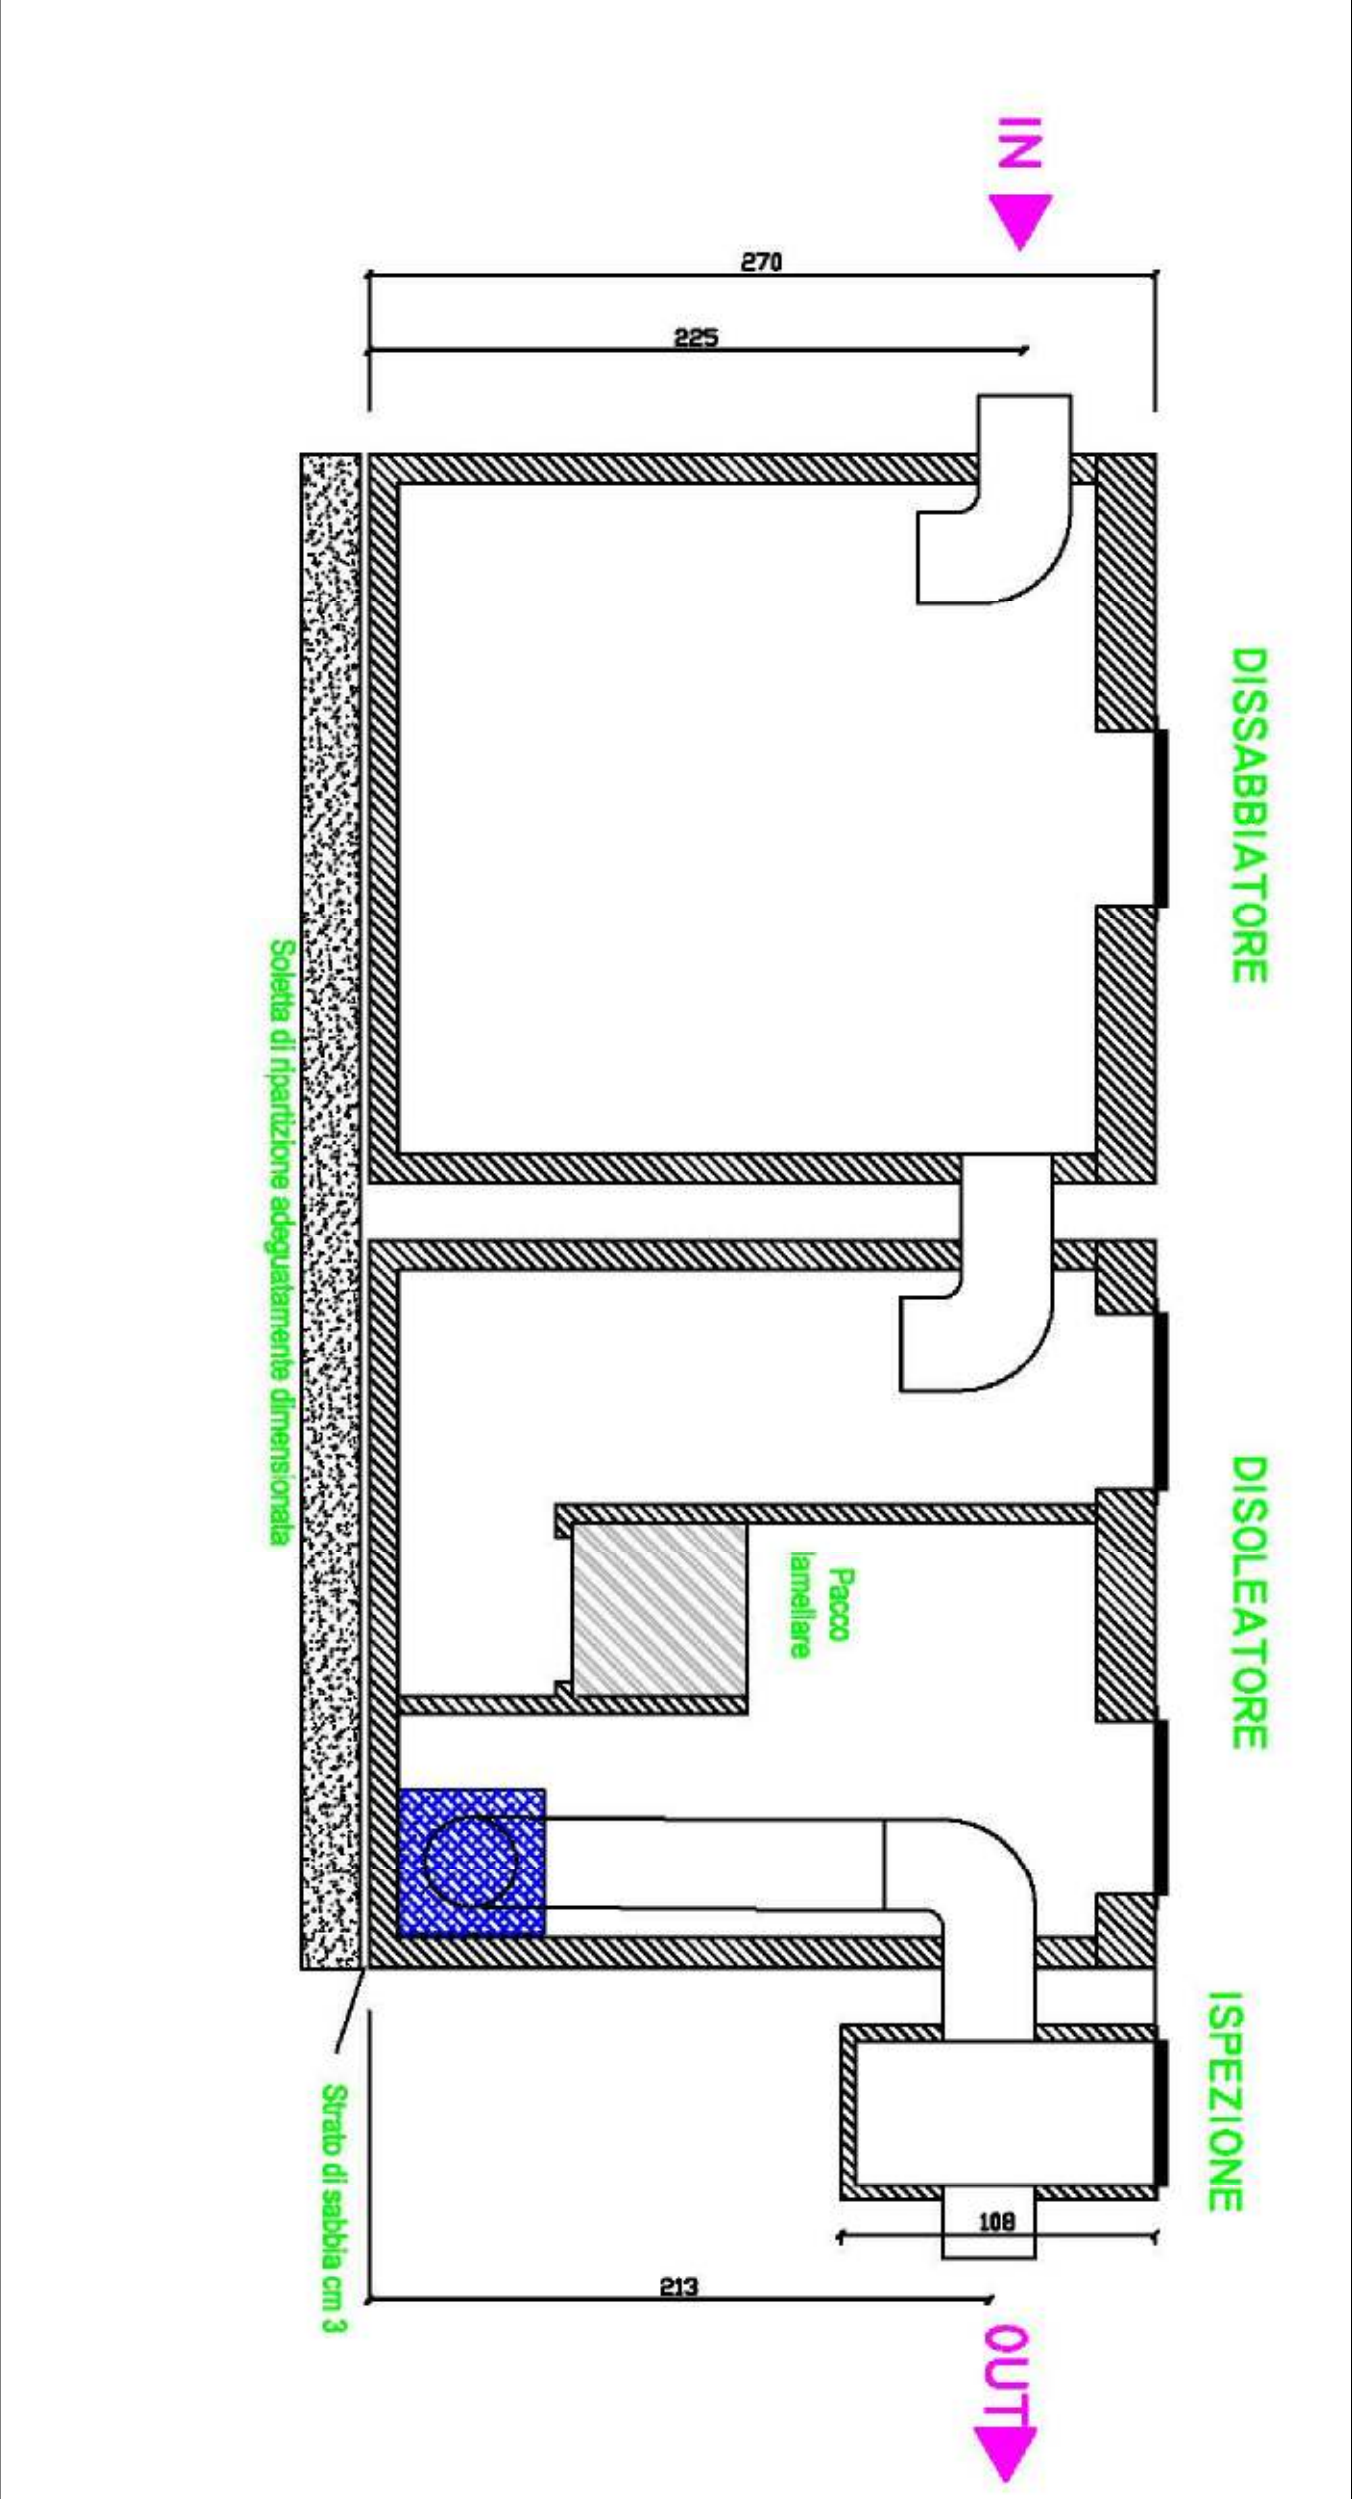 DISSABBIATORE
DISOLEATORE
ISPEZIONE
IN
OUT
270
225
Pacco
lamellare
108
213
Strato di sabbia cm 3
Soletta di ripartizione adeguatamente dimensionata